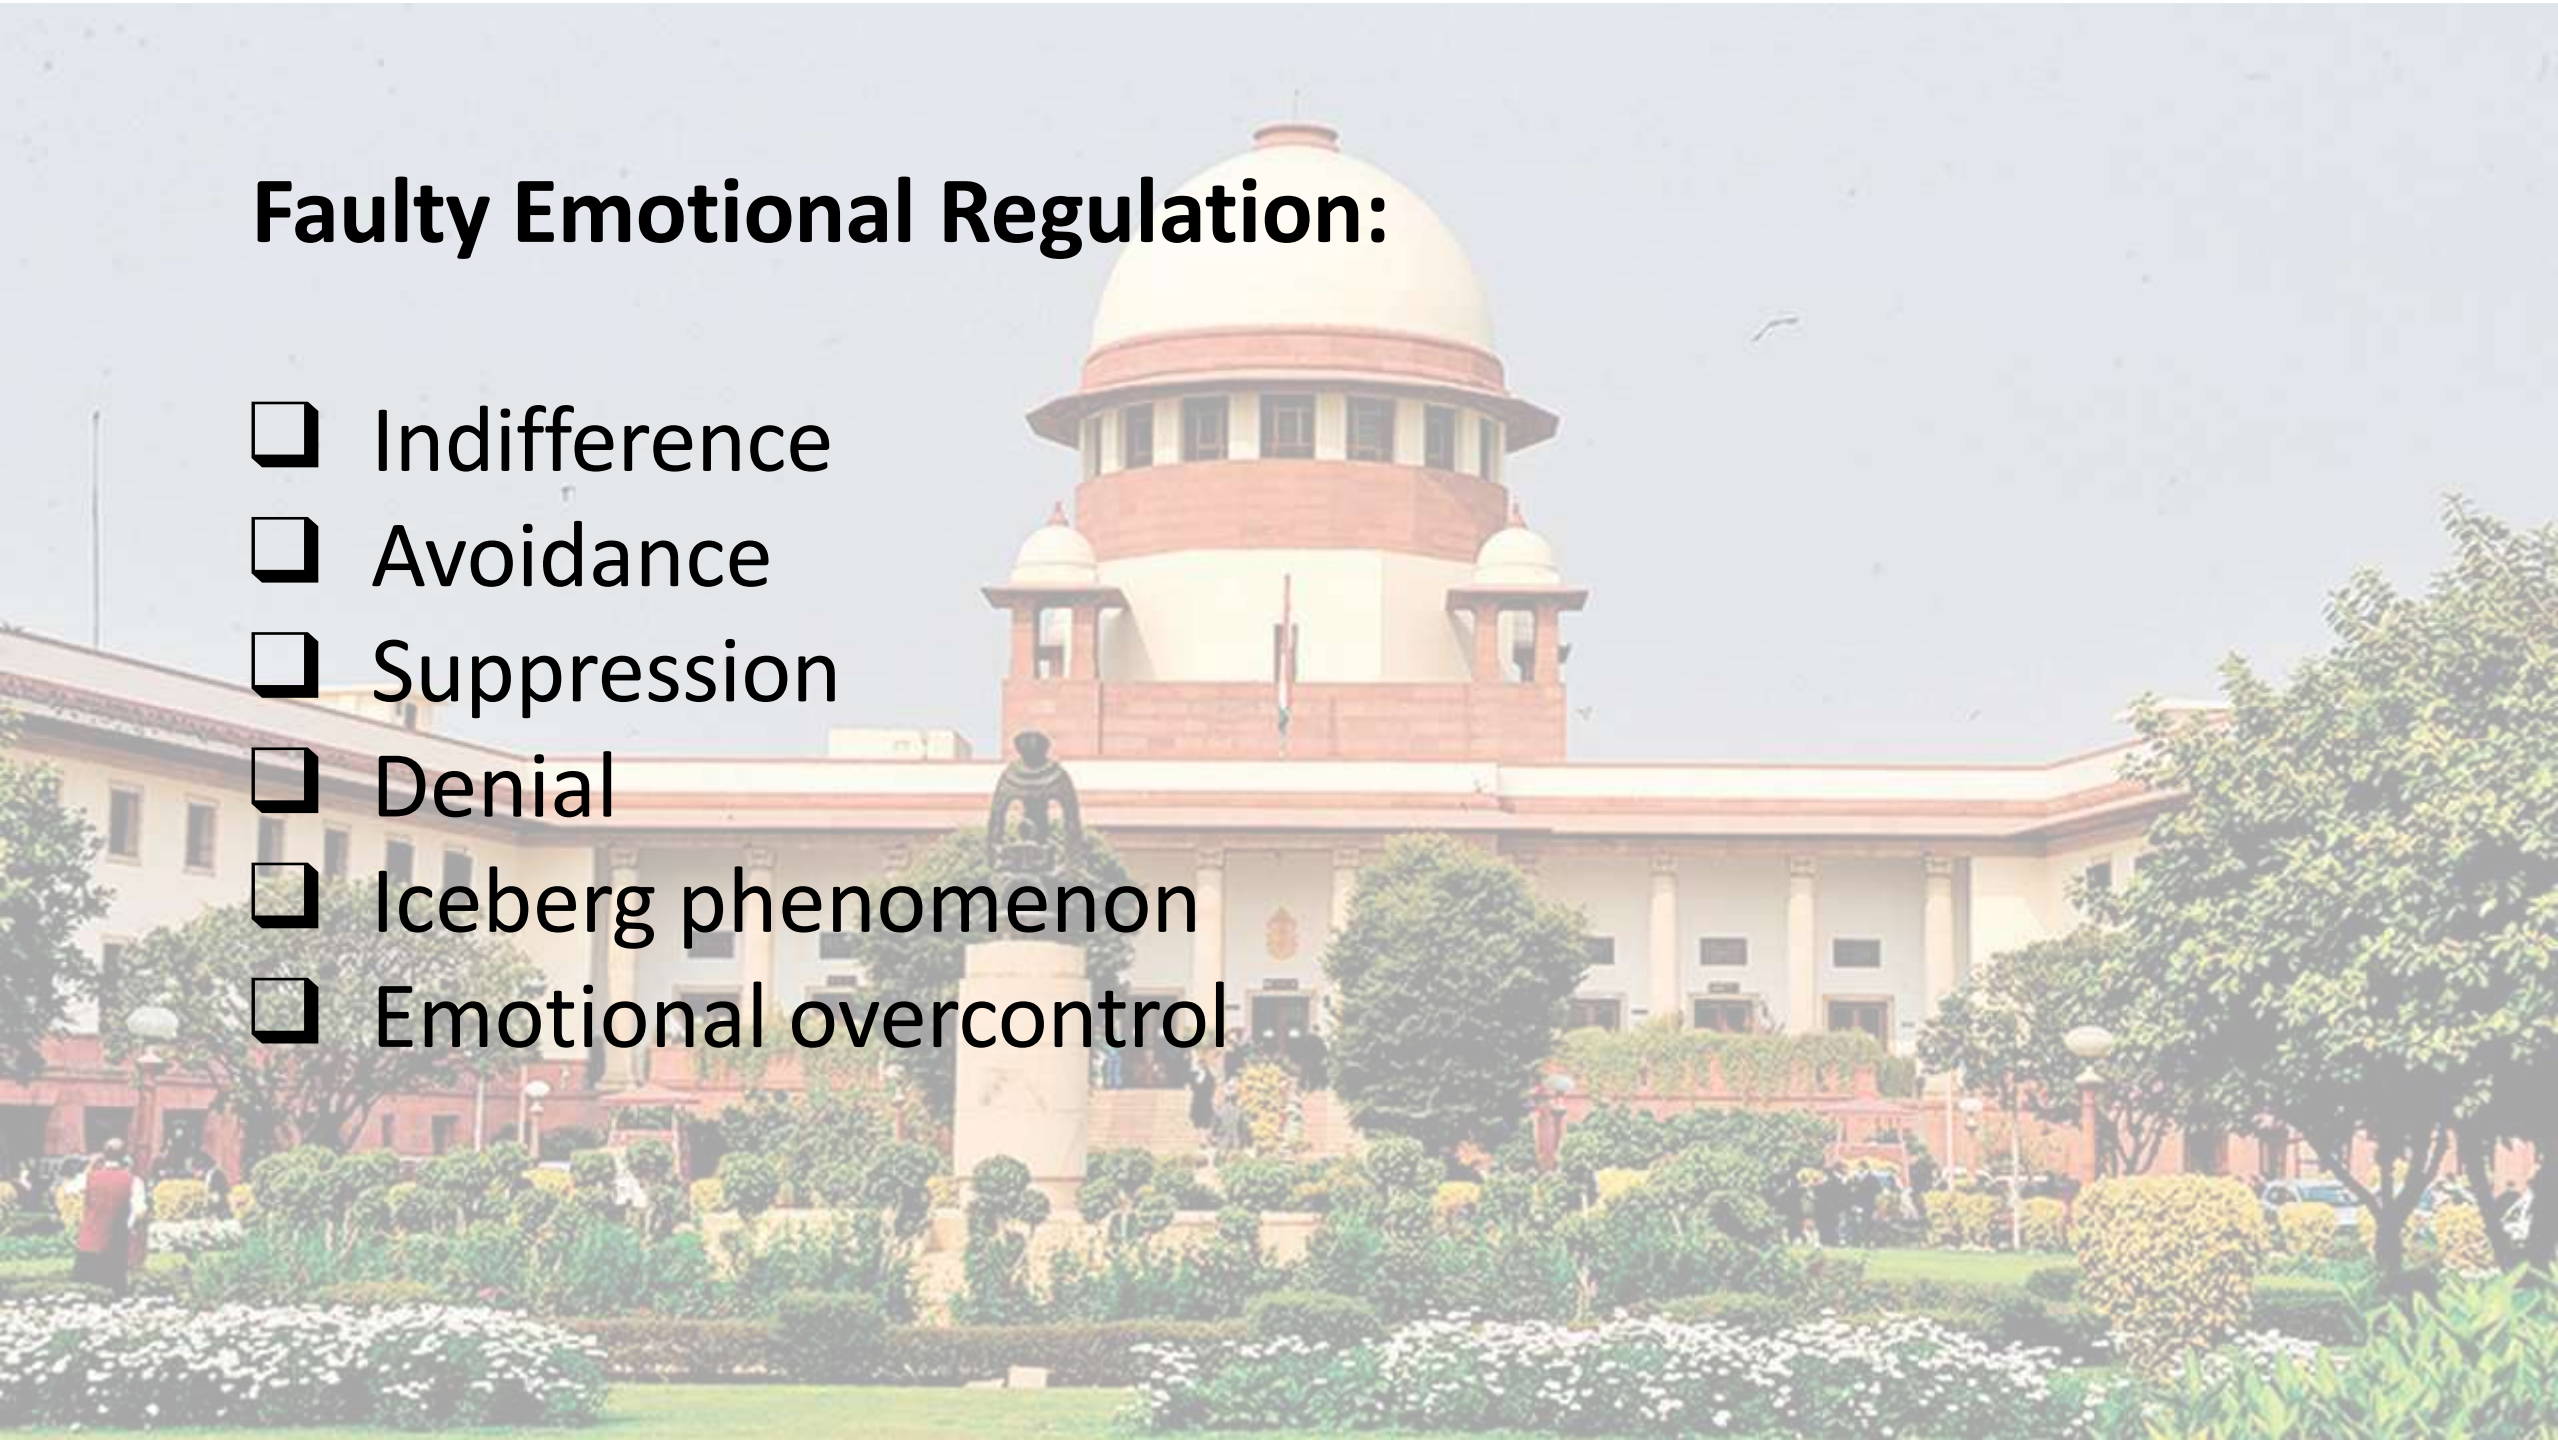 Faulty Emotional Regulation:
❑ Indifference
❑ Avoidance
❑ Suppression
❑ Denial
❑ Iceberg phenomenon
❑ Emotional overcontrol